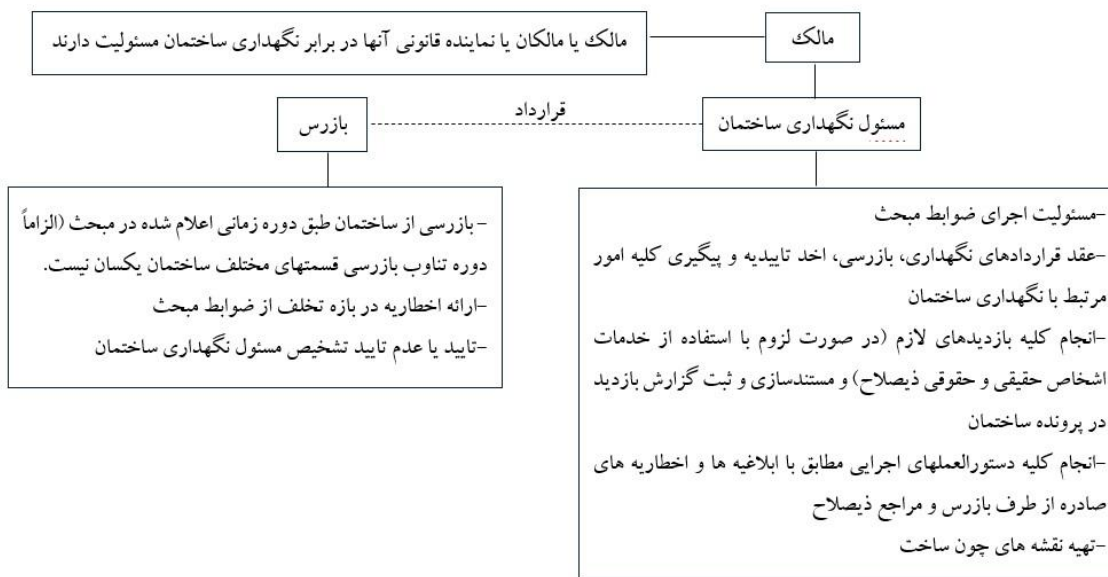 مالک
مالک یا مالکان یا نماینده قانونی آنها در برابر نگهداری ساختمان مسئولیت دارند
مسئول نگهداری ساختمان
قرارداد
بازرس
-مسئولیت اجرای ضوابط مبحث
-عقد قراردادهای نگهداری، بازرسی، اخد تاییدیه و پیگیری کلیه امور
مرتبط با نگهداری ساختمان
-انجام کلیه بازدیدهای لازم (در صورت لزوم با استفاده از خدمات
اشخاص حقیقی و حقوقی ذیصلاح) و مستندسازی و ثبت گزارش بازدید
در پرونده ساختمان
-انجام کلیه دستورالعملهای اجرایی مطابق با ابلاغیه ها و اخطاریه های
صادره از طرف بازرس و مراجع ذیصلاح
-تهیه نقشه های چون ساخت
- بازرسی از ساختمان طبق دوره زمانی اعلام شده در مبحث (الزاماً
دوره تناوب بازرسی قسمتهای مختلف ساختمان یکسان نیست.
-ارائه اخطاریه در بازه تخلف از ضوابط مبحث
-تایید یا عدم تایید تشخیص مسئول نگهداری ساختمان